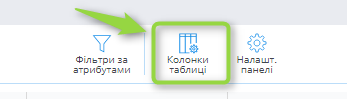 Фільтри за
атрибутами
Колонки
таблиці
Налашт.
панелі